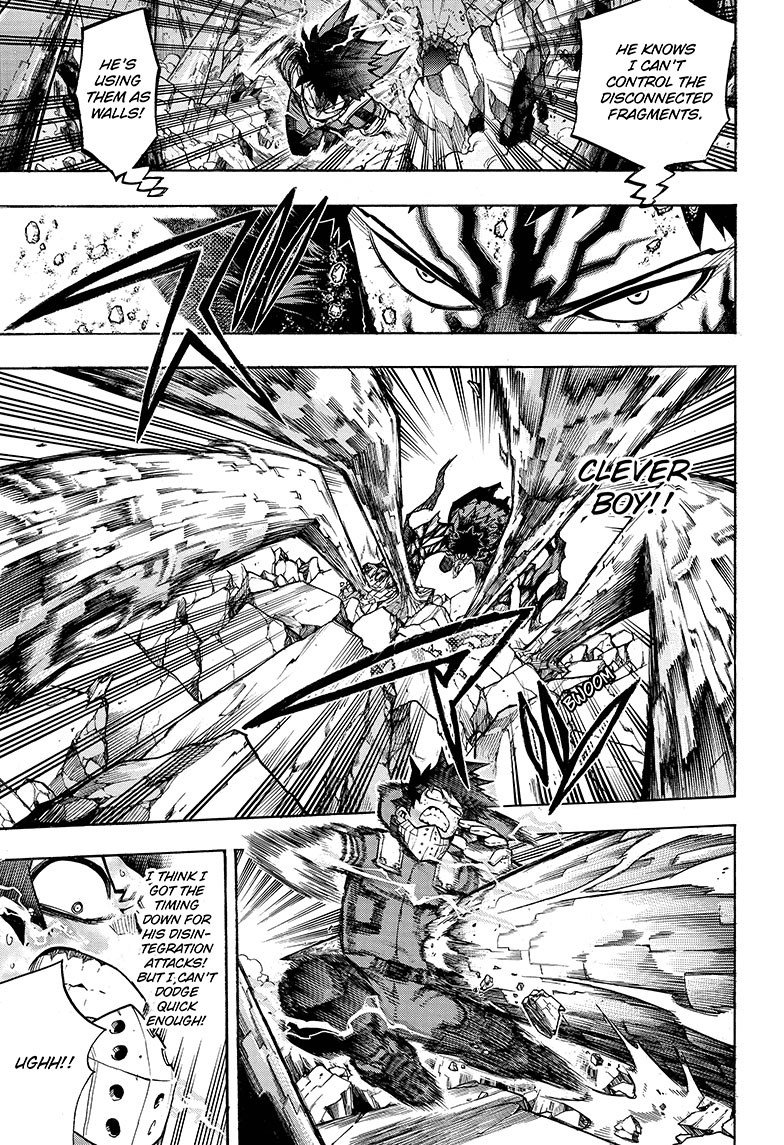 HE KNOWS
I CAN'T
CONTROL THE
DISCONNECTED
FRAGMENTS.
HE'S
USING
THEM AS
WALLS!
CLEVER
BOY!!
BNOON
I THINK I
GOT THE
TIMING
DOWN FOR
HIS DISIN-
TEGRATION
ATTACKS!
BUT I CAN'T
DODGE
QUICK
ENOUGH!
UGHH!!